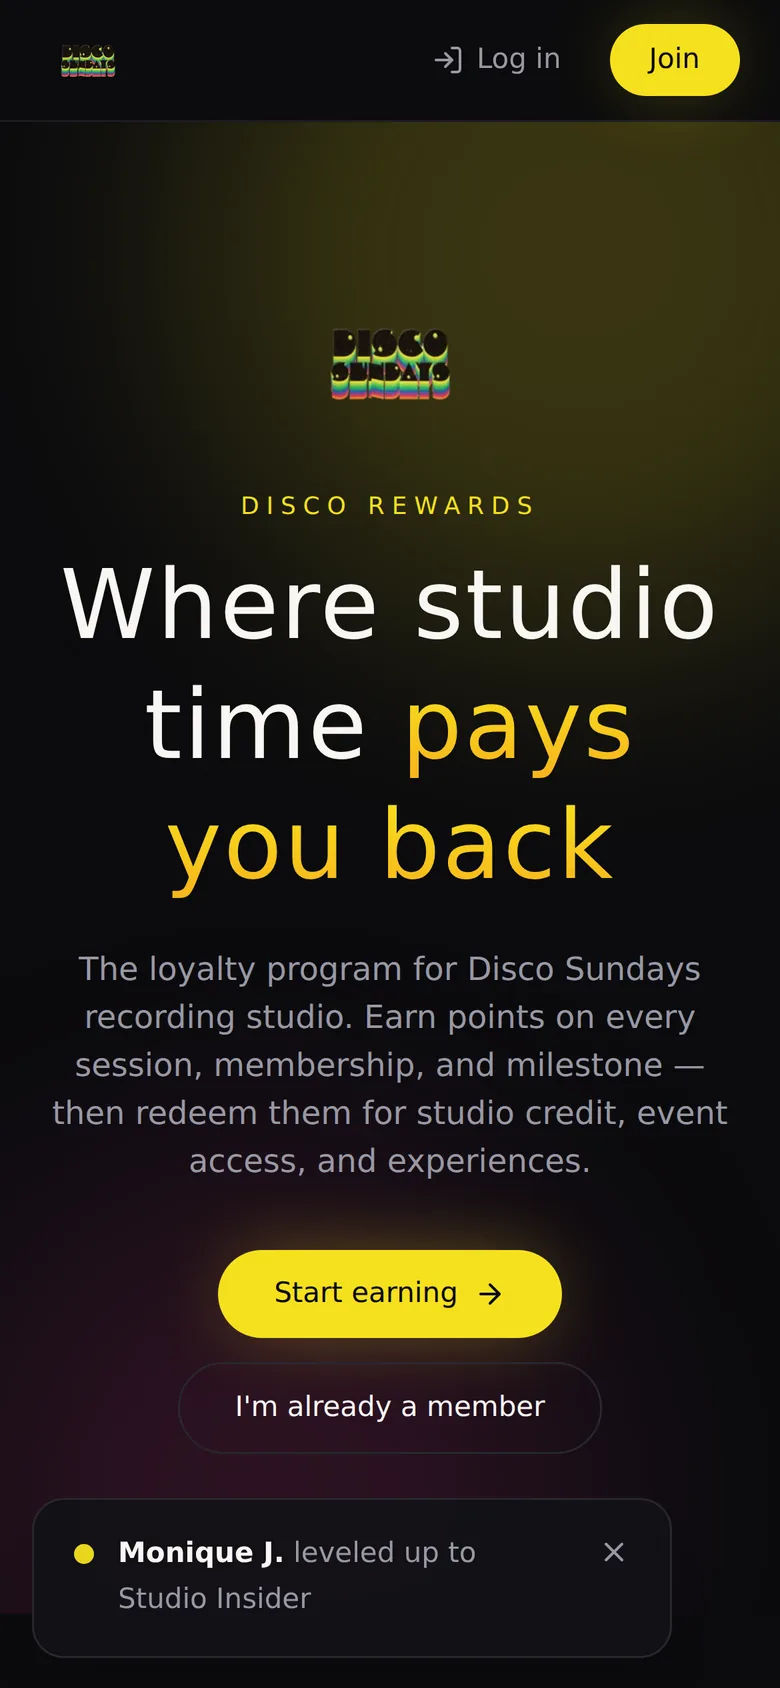 DISCO
SUNDAYS
Log in
Join
DISCO
SUNDAYS
DISCO REWARDS
Where studio
time pays
you back
The loyalty program for Disco Sundays
recording studio. Earn points on every
session, membership, and milestone —
then redeem them for studio credit, event
access, and experiences.
Start earning
I'm already a member
Monique J. leveled up to
Studio Insider